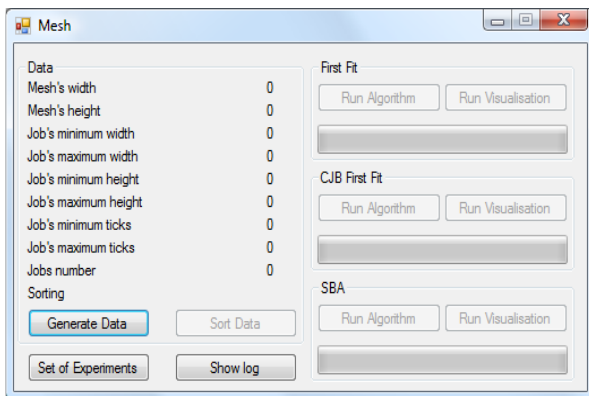 Mesh
Data
Mesh's width 0
Mesh's height 0
Job's minimum width 0
Job's maximum width 0
Job's minimum height 0
Job's maximum height 0
Job's minimum ticks 0
Job's maximum ticks 0
Jobs number 0
Sorting
Generate Data Sort Data
Set of Experiments Show log
First Fit
Run Algorithm Run Visualisation
CJB First Fit
Run Algorithm Run Visualisation
SBA
Run Algorithm Run Visualisation